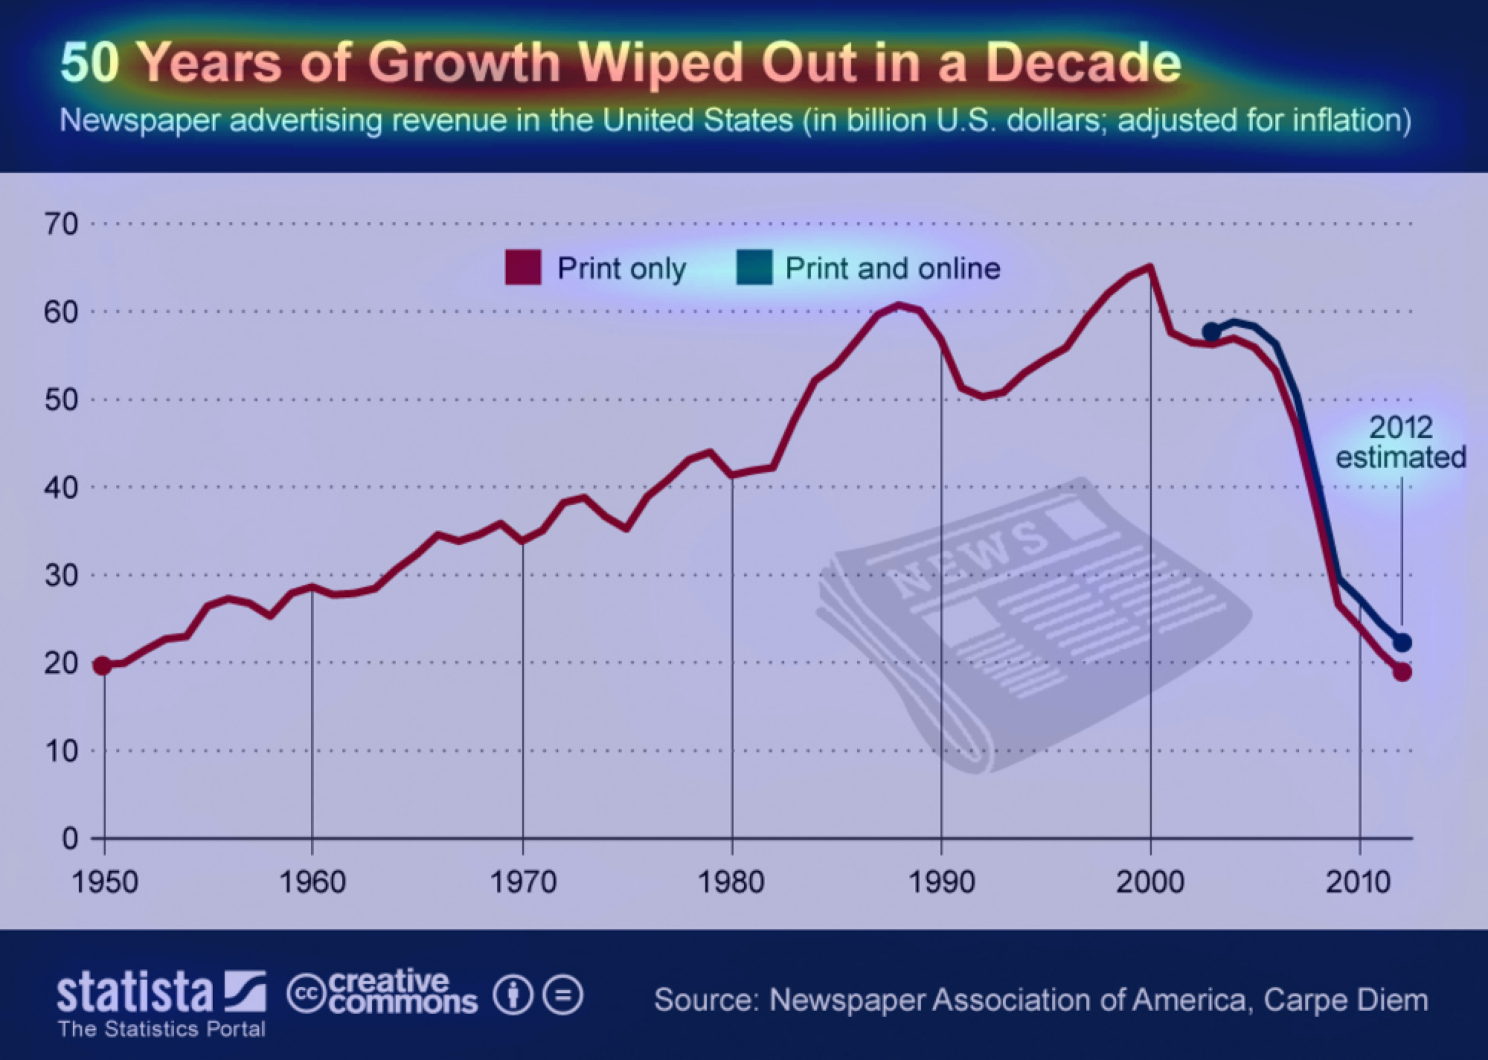 50 Years of Growth Wiped Out in a Decade
Newspaper advertising revenue in the United States (in billion U.S. dollars; adjusted for inflation)
70
Print only
Print and online
60
50
2012
estimated
40
NEWS
30
20
10
0
1950
1960
1970
1980
1990
2000
2010
statista
The Statistics Portal
cc
creative
commons
Source: Newspaper Association of America, Carpe Diem